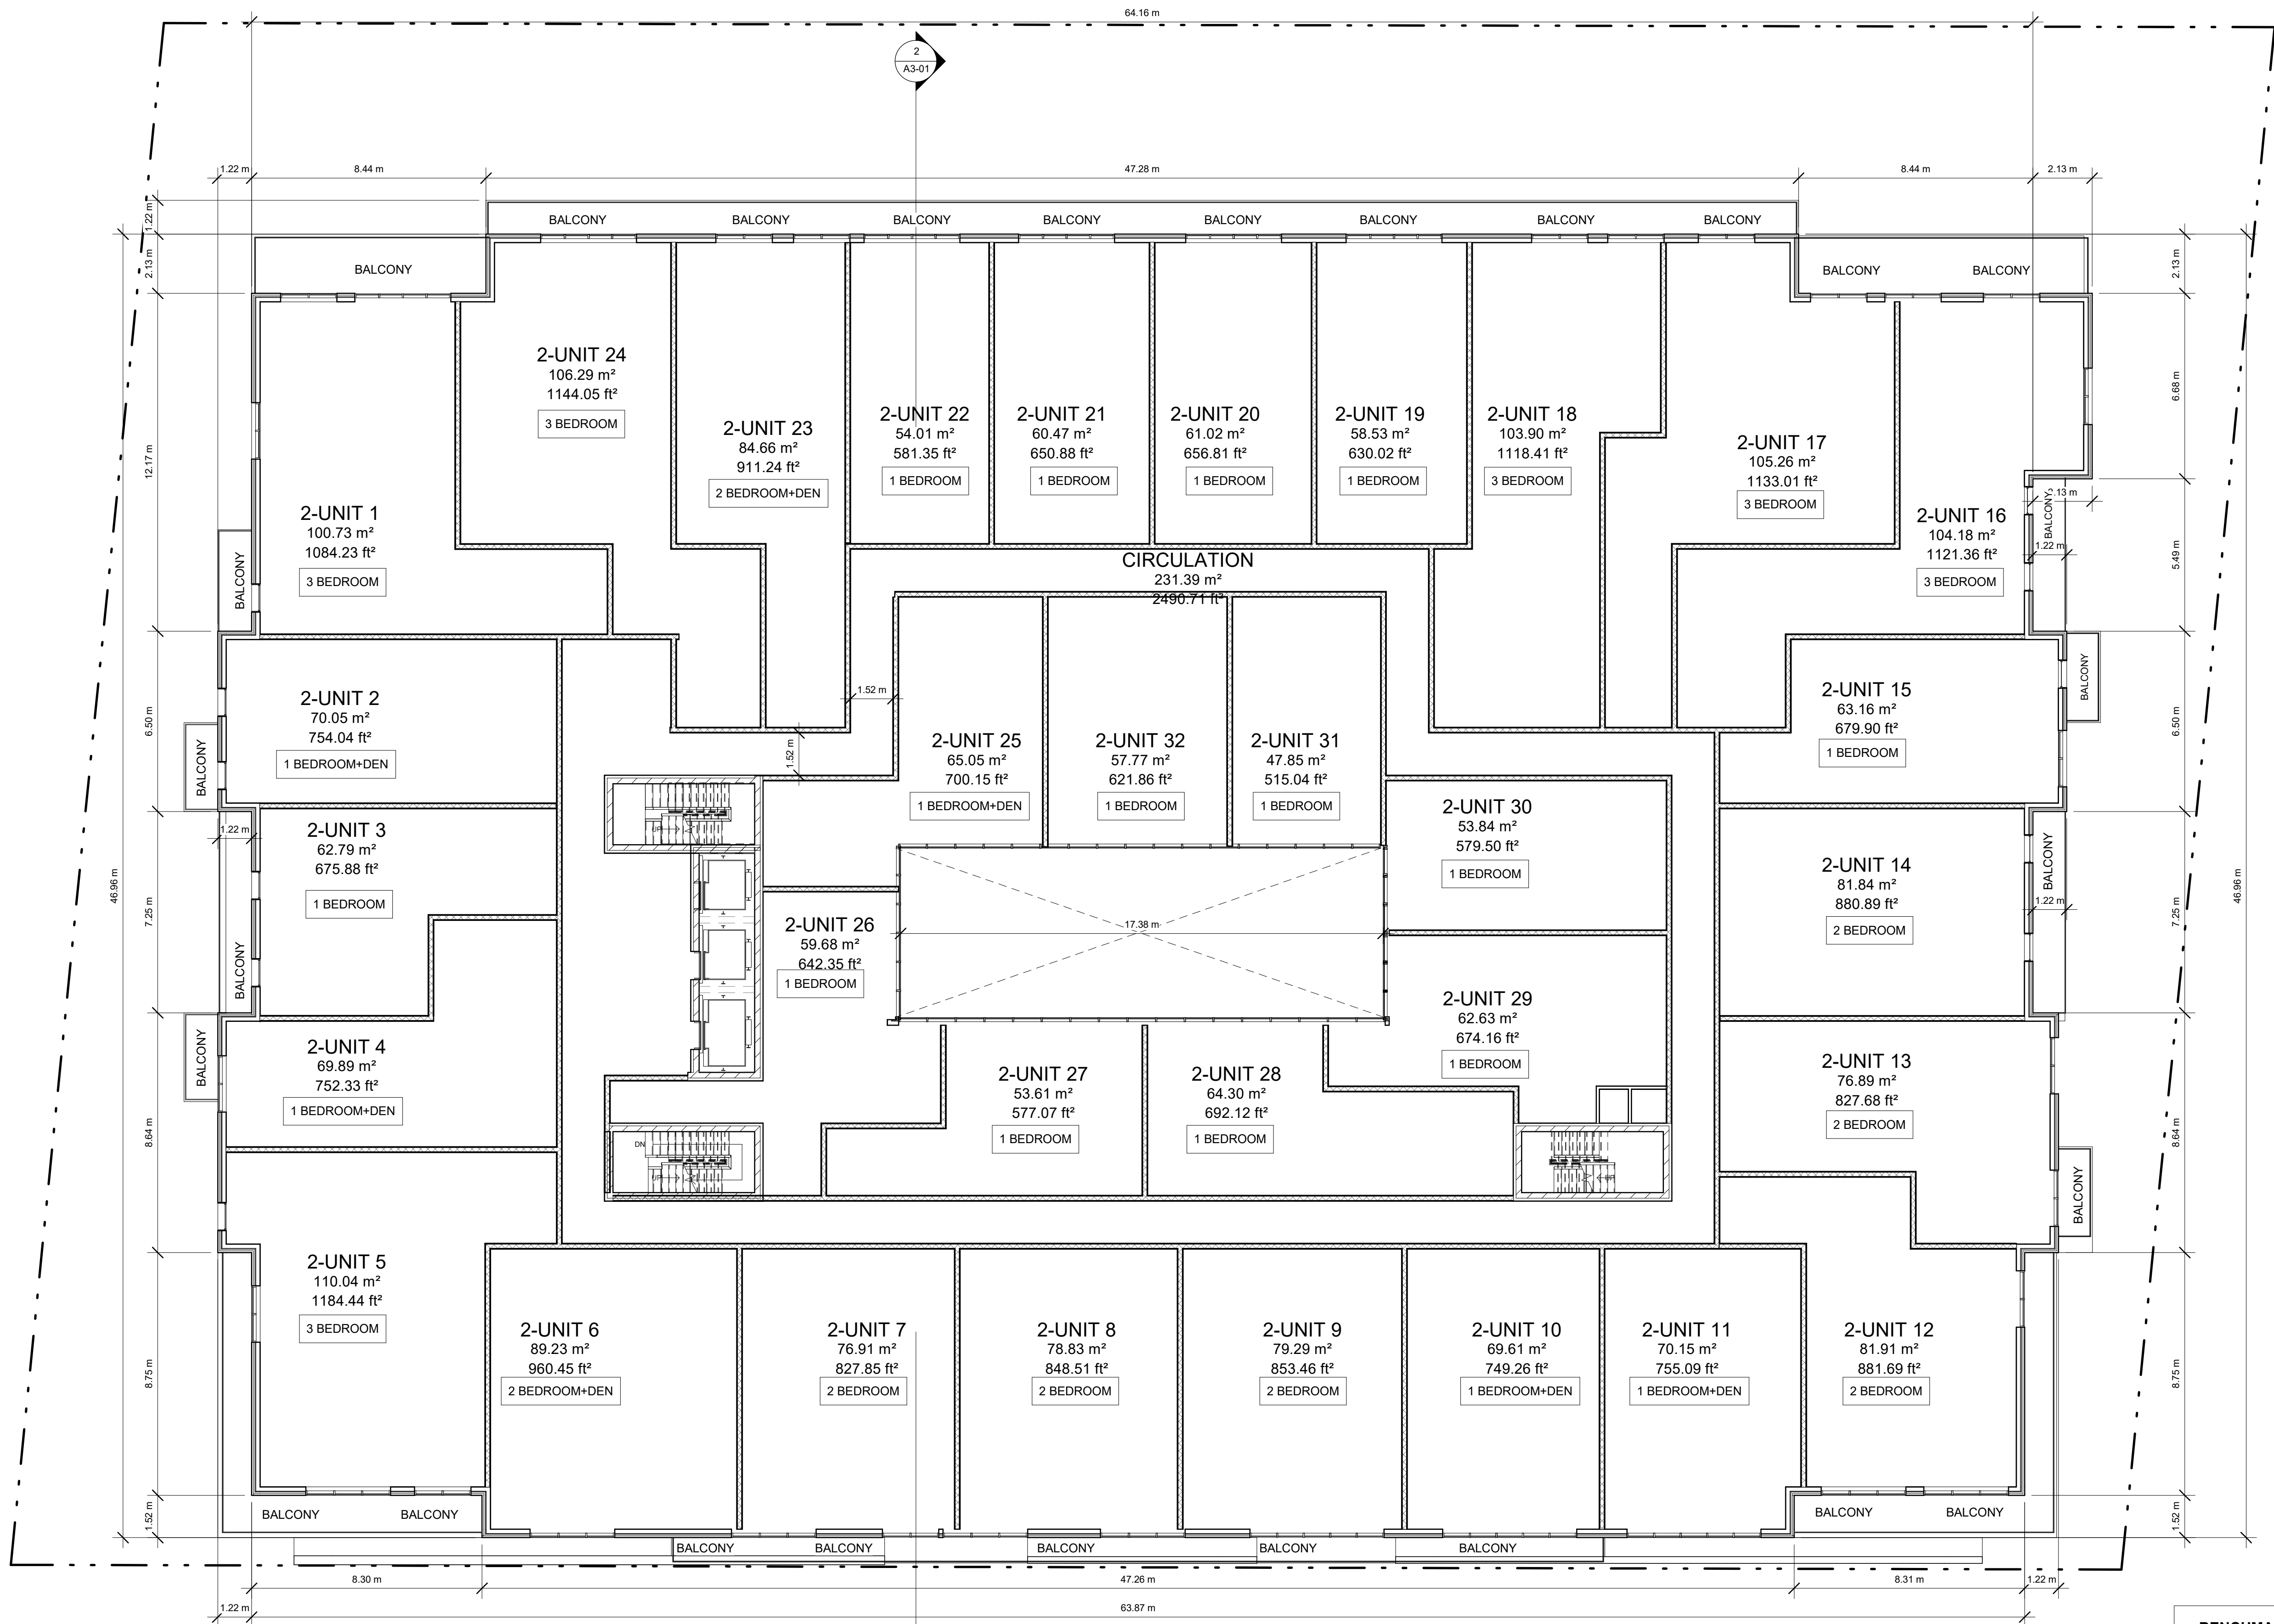 64.16 m
2
A3-01
1.22 m
8.44 m
47.28 m
8.44 m
2.13 m
1.22 m
2.13 m
12.17 m
6.50 m
7.25 m
8.64 m
8.75 m
1.52 m
46.96 m
BALCONY
BALCONY
BALCONY
BALCONY
BALCONY
BALCONY
BALCONY
BALCONY
BALCONY
BALCONY
BALCONY
2-UNIT 24
106.29 m²
1144.05 ft²
3 BEDROOM
2-UNIT 23
84.66 m²
911.24 ft²
2 BEDROOM+DEN
2-UNIT 22
54.01 m²
581.35 ft²
1 BEDROOM
2-UNIT 21
60.47 m²
650.88 ft²
1 BEDROOM
2-UNIT 20
61.02 m²
656.81 ft²
1 BEDROOM
2-UNIT 19
58.53 m²
630.02 ft²
1 BEDROOM
2-UNIT 18
103.90 m²
1118.41 ft²
3 BEDROOM
2-UNIT 17
105.26 m²
1133.01 ft²
3 BEDROOM
2-UNIT 16
104.18 m²
1121.36 ft²
3 BEDROOM
BALCONY
2.13 m
1.22 m
2-UNIT 1
100.73 m²
1084.23 ft²
3 BEDROOM
BALCONY
CIRCULATION
231.39 m²
2490.71 ft²
2-UNIT 2
70.05 m²
754.04 ft²
1 BEDROOM+DEN
BALCONY
1.52 m
1.52 m
2-UNIT 25
65.05 m²
700.15 ft²
1 BEDROOM+DEN
2-UNIT 32
57.77 m²
621.86 ft²
1 BEDROOM
2-UNIT 31
47.85 m²
515.04 ft²
1 BEDROOM
2-UNIT 30
53.84 m²
579.50 ft²
1 BEDROOM
2-UNIT 15
63.16 m²
679.90 ft²
1 BEDROOM
BALCONY
2-UNIT 3
62.79 m²
675.88 ft²
1 BEDROOM
1.22 m
BALCONY
UP
2-UNIT 26
59.68 m²
642.35 ft²
1 BEDROOM
17.38 m
2-UNIT 14
81.84 m²
880.89 ft²
2 BEDROOM
BALCONY
1.22 m
2-UNIT 29
62.63 m²
674.16 ft²
1 BEDROOM
2-UNIT 4
69.89 m²
752.33 ft²
1 BEDROOM+DEN
BALCONY
2-UNIT 27
53.61 m²
577.07 ft²
1 BEDROOM
2-UNIT 28
64.30 m²
692.12 ft²
1 BEDROOM
2-UNIT 13
76.89 m²
827.68 ft²
2 BEDROOM
BALCONY
DN
UP
UP
2-UNIT 5
110.04 m²
1184.44 ft²
3 BEDROOM
2-UNIT 6
89.23 m²
960.45 ft²
2 BEDROOM+DEN
2-UNIT 7
76.91 m²
827.85 ft²
2 BEDROOM
2-UNIT 8
78.83 m²
848.51 ft²
2 BEDROOM
2-UNIT 9
79.29 m²
853.46 ft²
2 BEDROOM
2-UNIT 10
69.61 m²
749.26 ft²
1 BEDROOM+DEN
2-UNIT 11
70.15 m²
755.09 ft²
1 BEDROOM+DEN
2-UNIT 12
81.91 m²
881.69 ft²
2 BEDROOM
BALCONY
BALCONY
BALCONY
BALCONY
BALCONY
BALCONY
BALCONY
BALCONY
BALCONY
2.13 m
6.68 m
5.49 m
6.50 m
7.25 m
8.64 m
8.75 m
1.52 m
46.96 m
8.30 m
47.26 m
8.31 m
1.22 m
1.22 m
63.87 m